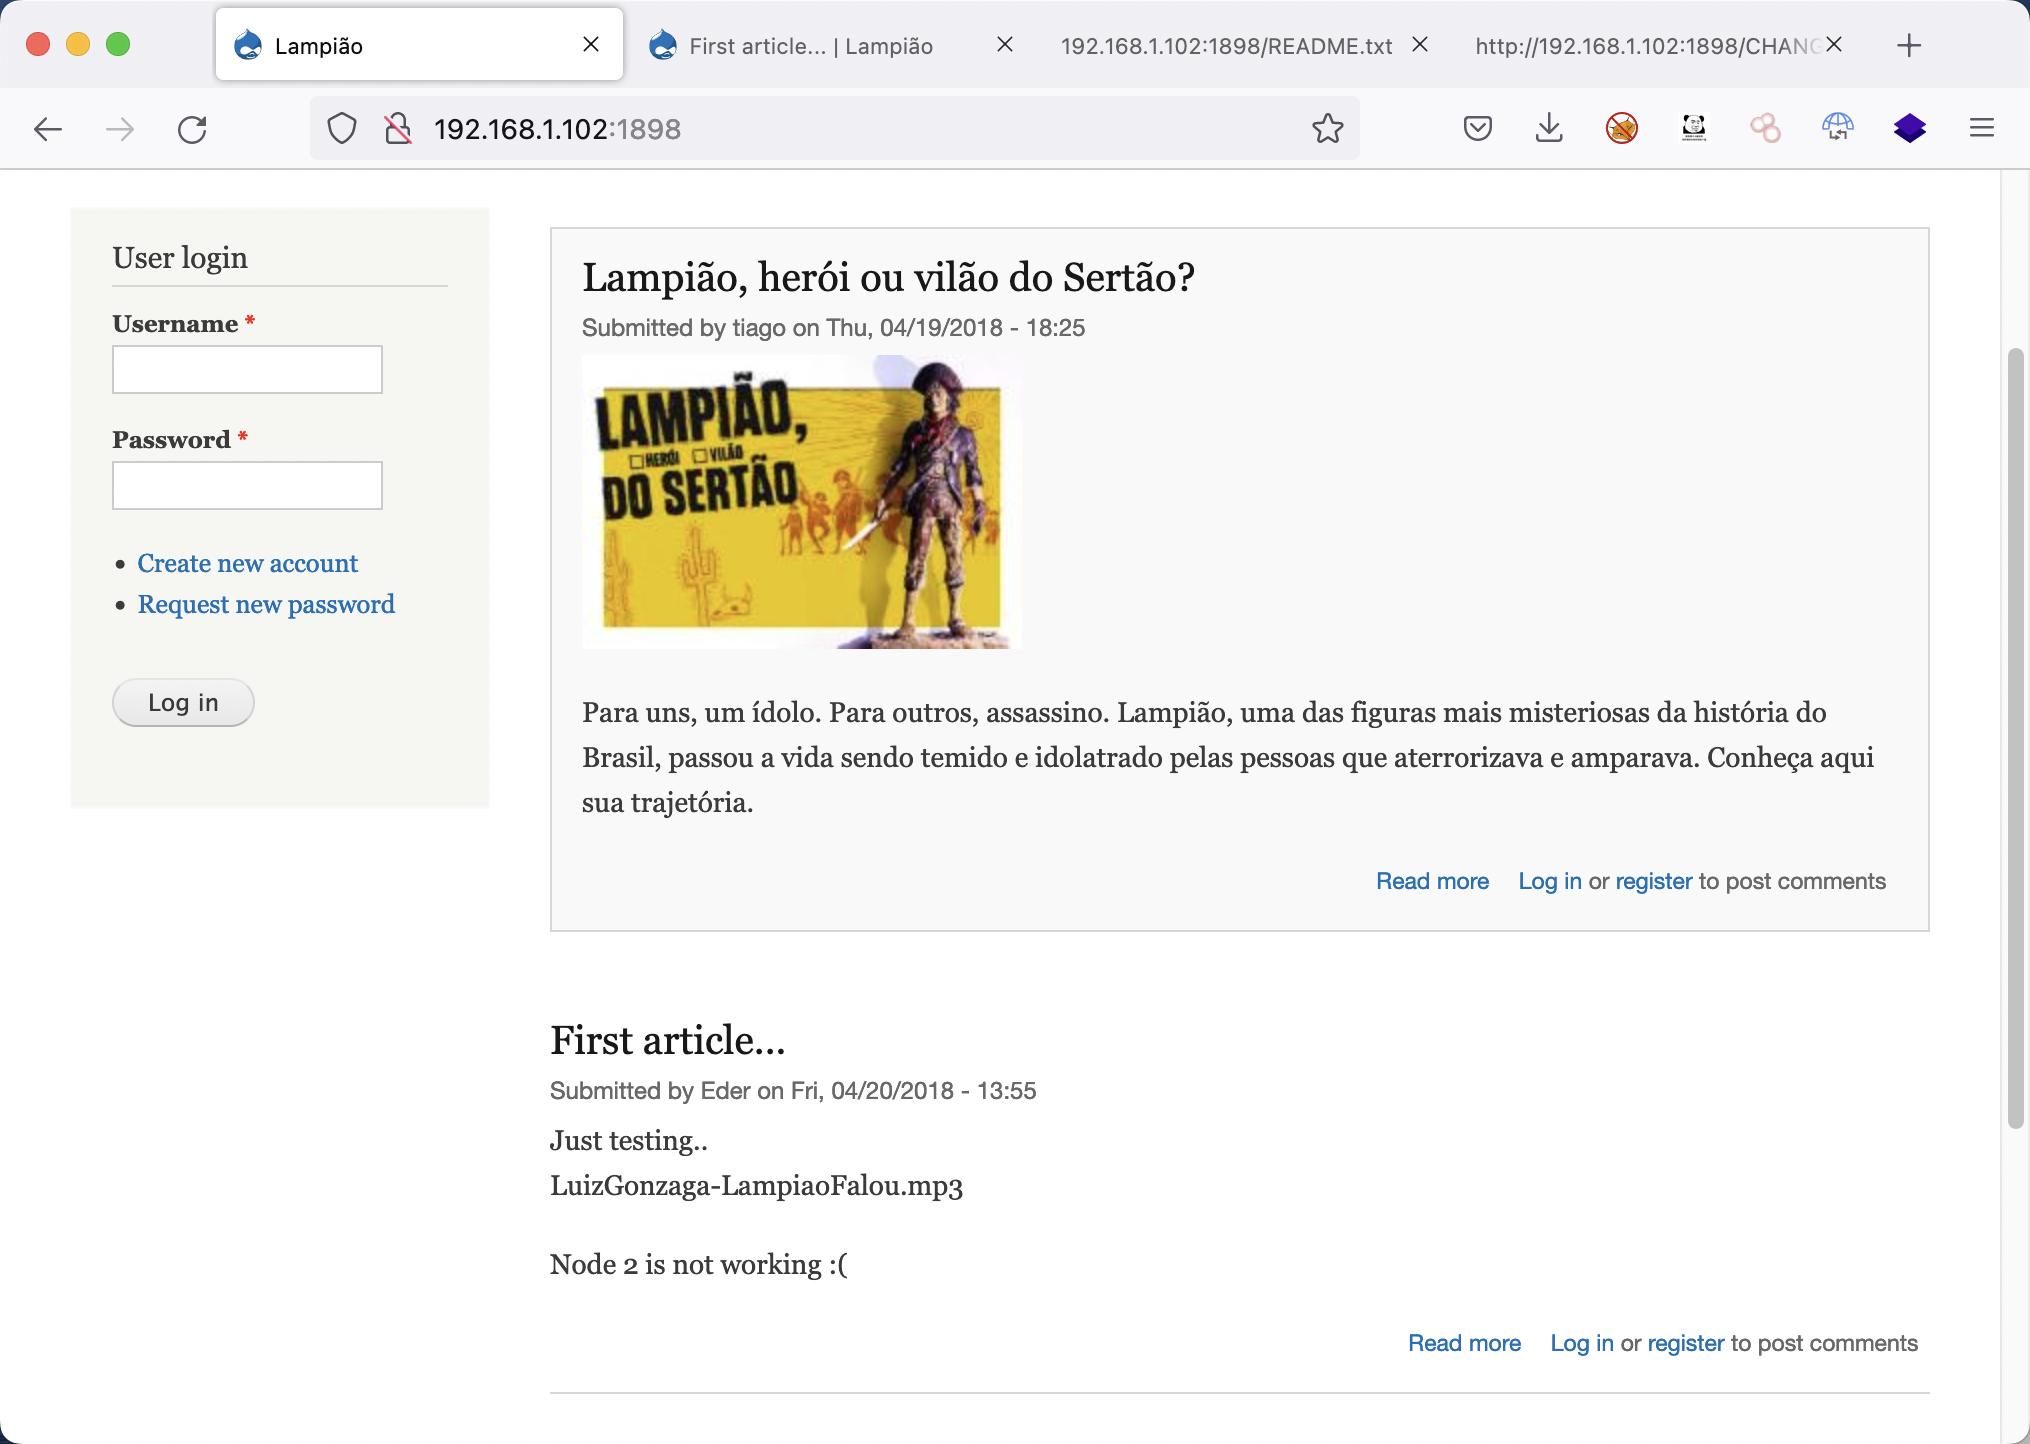 Lampião
First article... | Lampião
192.168.1.102:1898/README.txt
http://192.168.1.102:1898/CHANG
192.168.1.102:1898
User login
Username *
Password *
Create new account
Request new password
Log in
Lampião, herói ou vilão do Sertão?
Submitted by tiago on Thu, 04/19/2018 - 18:25
LAMPIÃO,
HERÓI VILÃO
DO SERTÃO
Para uns, um ídolo. Para outros, assassino. Lampião, uma das figuras mais misteriosas da história do
Brasil, passou a vida sendo temido e idolatrado pelas pessoas que aterrorizava e amparava. Conheça aqui
sua trajetória.
Read more Log in or register to post comments
First article...
Submitted by Eder on Fri, 04/20/2018 - 13:55
Just testing..
LuizGonzaga-LampiaoFalou.mp3
Node 2 is not working :(
Read more Log in or register to post comments